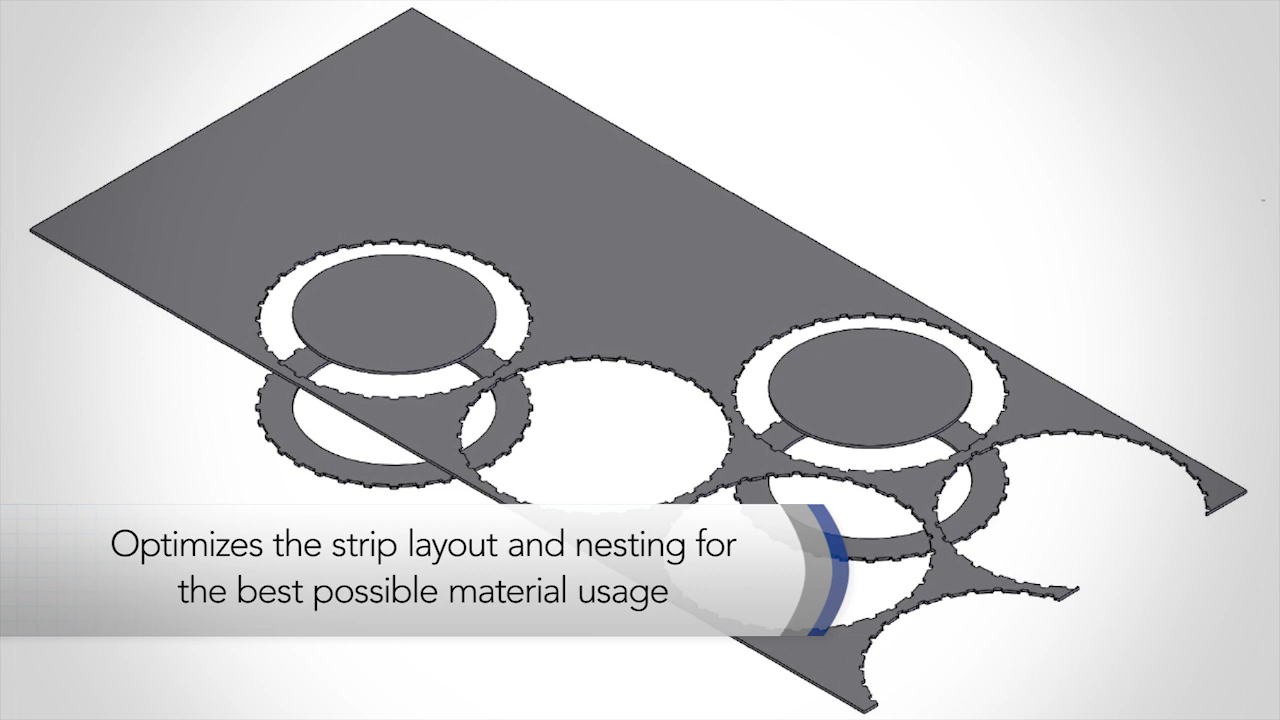 Optimizes the strip layout and nesting for
the best possible material usage